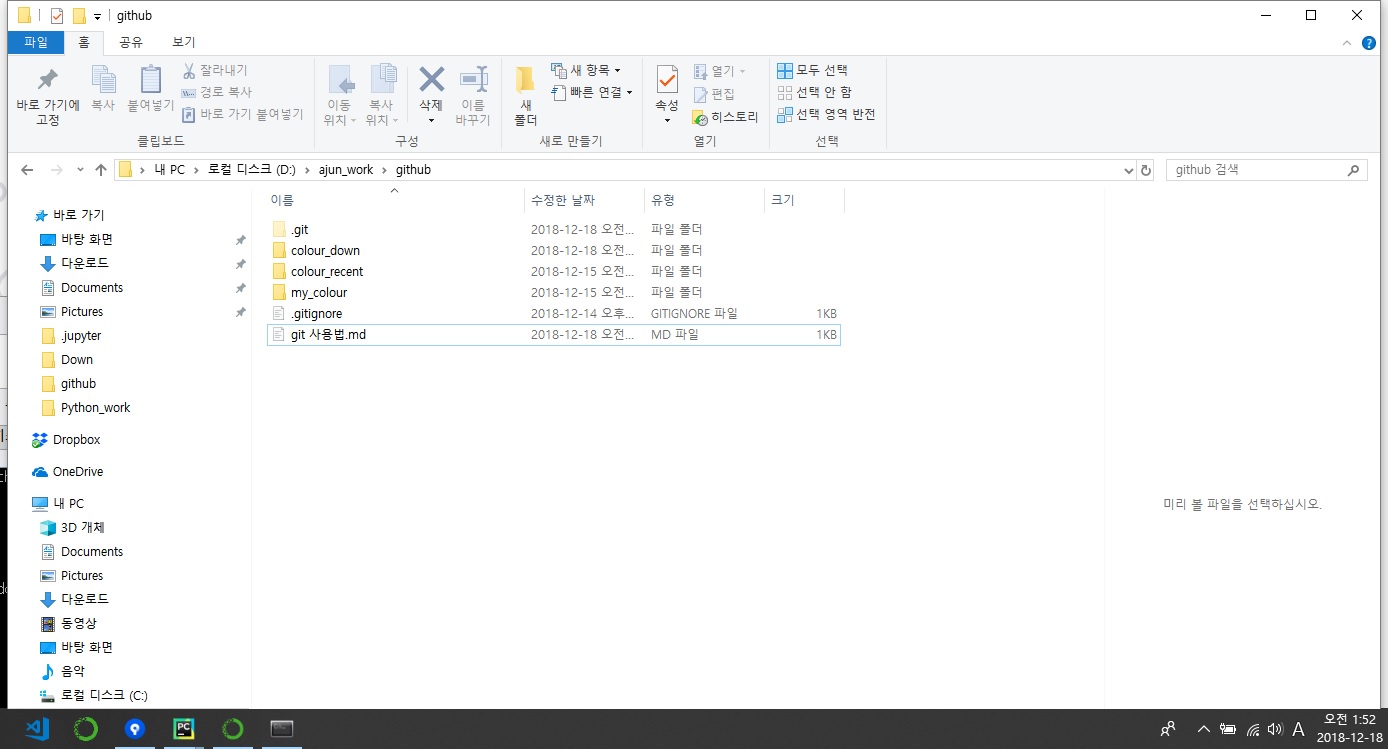 github
파일 홈 공유 보기
바로 가기에 고정
복사
붙여넣기
잘라내기
경로 복사
바로 가기 붙여넣기
클립보드
이동 위치
복사 위치
삭제
이름 바꾸기
구성
새 폴더
새 항목
빠른 연결
새로 만들기
속성
열기
편집
히스토리
열기
모두 선택
선택 안 함
선택 영역 반전
선택
내 PC > 로컬 디스크 (D:) > ajun_work > github
github 검색
바로 가기
바탕 화면
다운로드
Documents
Pictures
.jupyter
Down
github
Python_work
Dropbox
OneDrive
내 PC
3D 개체
Documents
Pictures
다운로드
동영상
바탕 화면
음악
로컬 디스크 (C:)
이름 수정한 날짜 유형 크기
.git 2018-12-18 오전... 파일 폴더
colour_down 2018-12-18 오전... 파일 폴더
colour_recent 2018-12-15 오전... 파일 폴더
my_colour 2018-12-15 오전... 파일 폴더
.gitignore 2018-12-14 오후... GITIGNORE 파일 1KB
git 사용법.md 2018-12-18 오전... MD 파일 1KB
미리 볼 파일을 선택하십시오.
PC
A
오전 1:52
2018-12-18